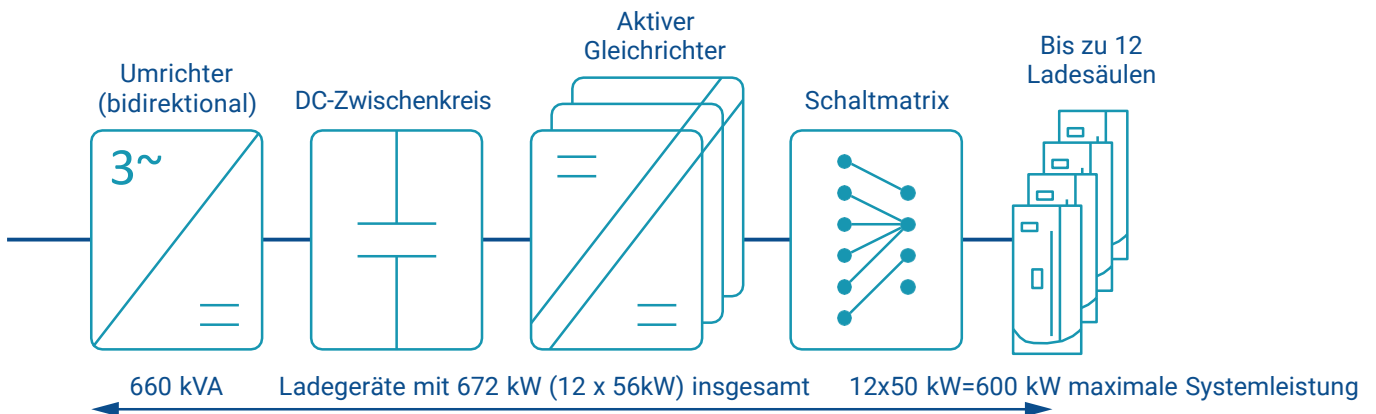 Umrichter
(bidirektional)
DC-Zwischenkreis
Aktiver
Gleichrichter
Schaltmatrix
Bis zu 12
Ladesäulen
3~
660 kVA
Ladegeräte mit 672 kW (12 x 56kW) insgesamt
12x50 kW=600 kW maximale Systemleistung